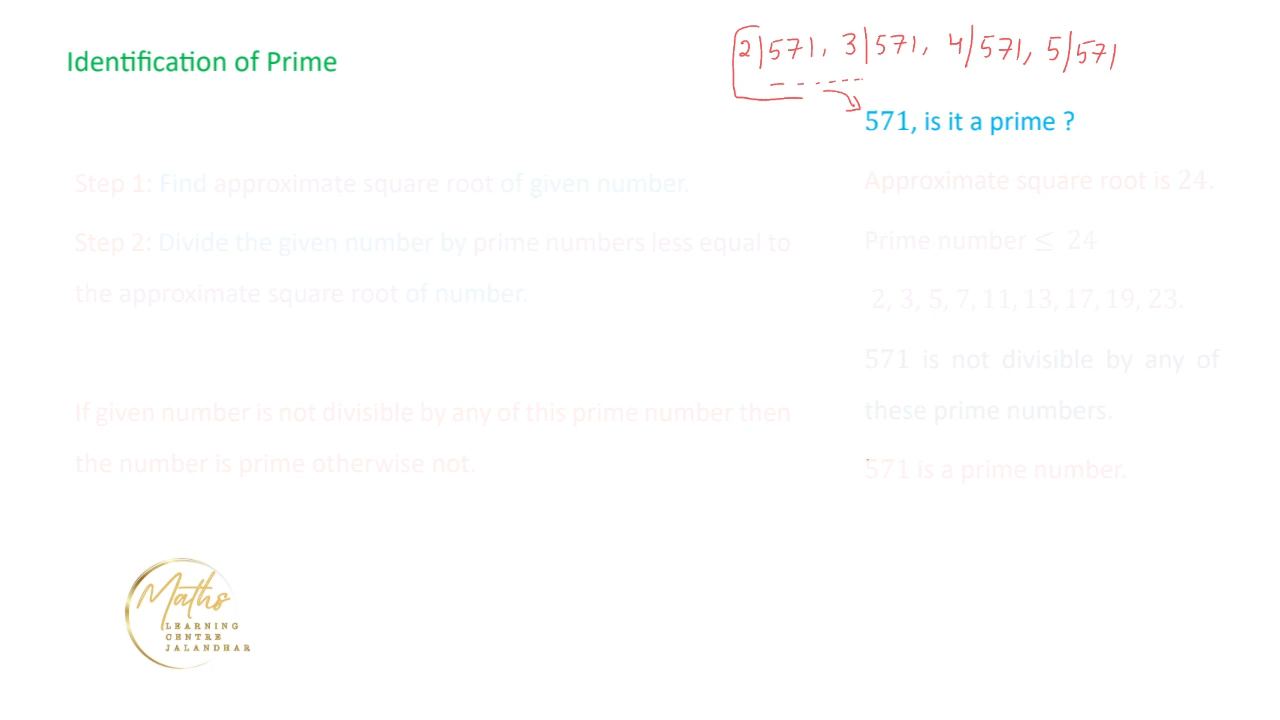 Identification of Prime
2|571, 3|571, 4/571, 5/571
571, is it a prime ?
Step 1: Find approximate square root of given number.
Step 2: Divide the given number by prime numbers less equal to
the approximate square root of number.
If given number is not divisible by any of this prime number then
the number is prime otherwise not.
Approximate square root is 24.
Prime number ≤ 24
2, 3, 5, 7, 11, 13, 17, 19, 23.
571 is not divisible by any of
these prime numbers.
571 is a prime number.
Maths
LEARNING
CENTRE
JALANDHAR